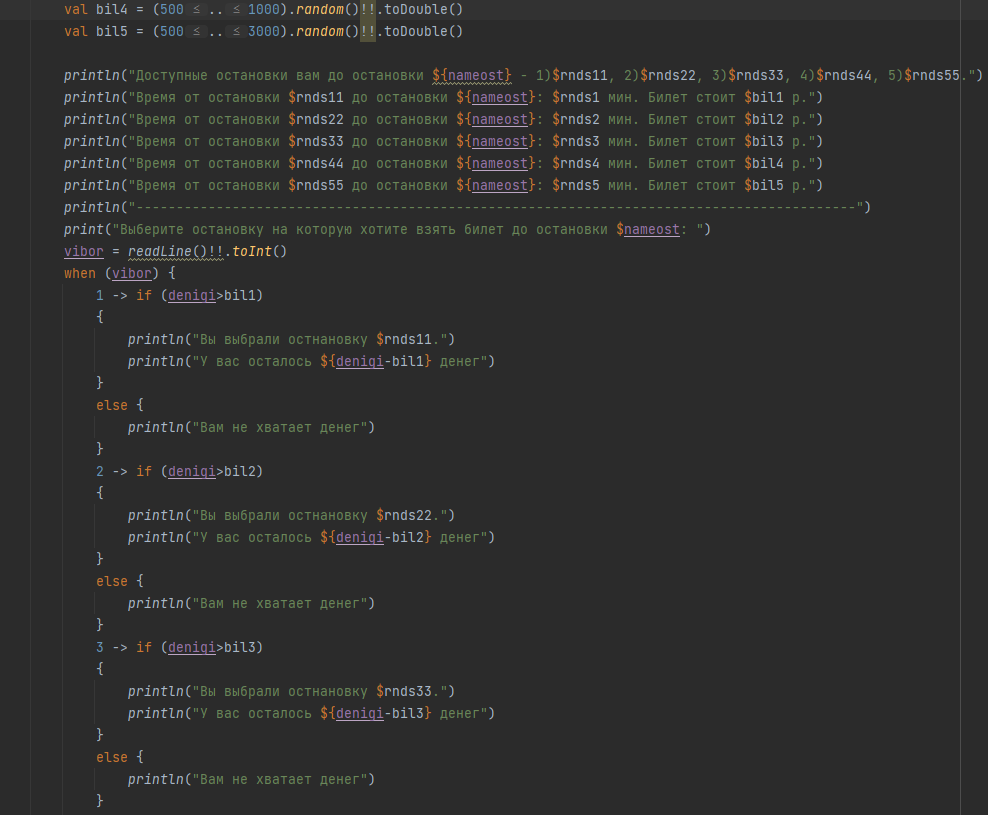 val bil4 = (500 ≤ .. ≤ 1000).random()!!.toDouble()
val bil5 = (500 ≤ .. ≤ 3000).random()!!.toDouble()
println("Доступные остановки вам до остановки ${nameost} - 1)$rnds11, 2)$rnds22, 3)$rnds33, 4)$rnds44, 5)$rnds55.")
println("Время от остановки $rnds11 до остановки ${nameost}: $rnds1 мин. Билет стоит $bil1 р.")
println("Время от остановки $rnds22 до остановки ${nameost}: $rnds2 мин. Билет стоит $bil2 р.")
println("Время от остановки $rnds33 до остановки ${nameost}: $rnds3 мин. Билет стоит $bil3 р.")
println("Время от остановки $rnds44 до остановки ${nameost}: $rnds4 мин. Билет стоит $bil4 р.")
println("Время от остановки $rnds55 до остановки ${nameost}: $rnds5 мин. Билет стоит $bil5 р.")
println("------------------------------------------------------------------------------------------")
print("Выберите остановку на которую хотите взять билет до остановки $nameost: ")
vibor = readLine()!!.toInt()
when (vibor) {
1 -> if (denigi>bil1)
{
println("Вы выбрали остнановку $rnds11.")
println("У вас осталось ${denigi-bil1} денег")
}
else {
println("Вам не хватает денег")
}
2 -> if (denigi>bil2)
{
println("Вы выбрали остнановку $rnds22.")
println("У вас осталось ${denigi-bil2} денег")
}
else {
println("Вам не хватает денег")
}
3 -> if (denigi>bil3)
{
println("Вы выбрали остнановку $rnds33.")
println("У вас осталось ${denigi-bil3} денег")
}
else {
println("Вам не хватает денег")
}